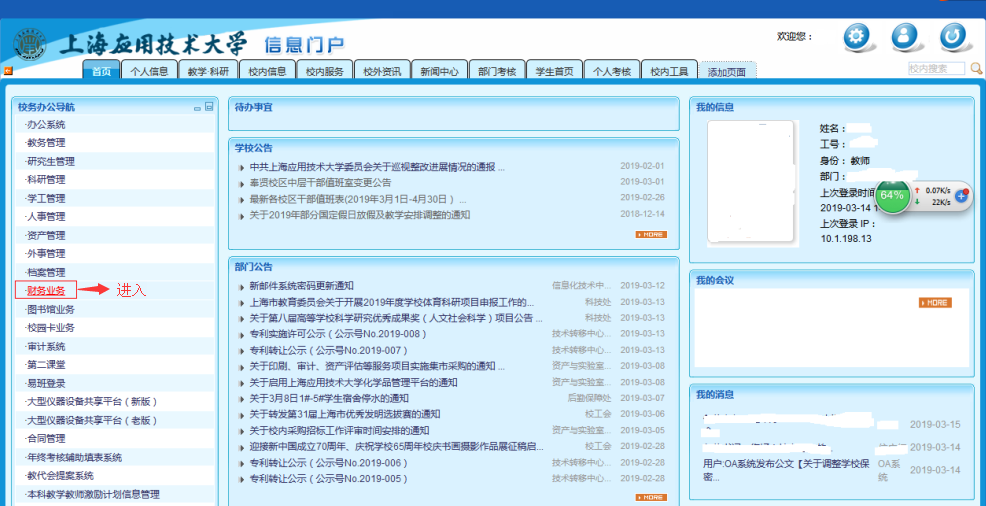 上海应用技术大学 信息门户
欢迎您：
首页 个人信息 教学·科研 校内信息 校内服务 校外资讯 新闻中心 部门考核 学生首页 个人考核 校内工具 添加页面
校内搜索
校务办公导航
·办公系统
·教务管理
·研究生管理
·科研管理
·学工管理
·人事管理
·资产管理
·外事管理
·档案管理
·财务业务 进入
·图书馆业务
·校园卡业务
·审计系统
·第二课堂
·易班登录
·大型仪器设备共享平台（新版）
·大型仪器设备共享平台（老版）
·合同管理
·年终考核辅助填表系统
·教代会提案系统
·本科教学教师激励计划信息管理
待办事宜
学校公告
中共上海应用技术大学委员会关于巡视整改进展情况的通报 ... 2019-02-01
奉贤校区中层干部值班室变更公告 2019-03-01
最新各校区干部值班表(2019年3月1日-4月30日） ... 2019-02-26
关于2019年部分国定假日放假及教学安排调整的通知 2018-12-14
MORE
部门公告
新邮件系统密码更新通知 信息化技术中... 2019-03-12
上海市教育委员会关于开展2019年度学校体育科研项目申报工作的... 科技处 2019-03-13
关于第八届高等学校科学研究优秀成果奖（人文社会科学）项目公告 ... 科技处 2019-03-13
专利实施许可公示（公示号No.2019-008） 技术转移中心... 2019-03-13
专利转让公示（公示号No.2019-007） 技术转移中心... 2019-03-13
关于印刷、审计、资产评估等服务项目实施集市采购的通知 ... 资产与实验室... 2019-03-08
关于启用上海应用技术大学化学品管理平台的通知 资产与实验室... 2019-03-08
关于3月8日1#-5#学生宿舍停水的通知 后勤保障处 2019-03-07
关于转发第31届上海市优秀发明选拔赛的通知 校工会 2019-03-06
关于校内采购招标工作评审时间安排的通知 资产与实验室... 2019-03-05
迎接新中国成立70周年、庆祝学校65周年校庆书画摄影作品展征稿启... 校工会 2019-02-28
专利转让公示（公示号No.2019-006） 技术转移中心... 2019-02-28
专利转让公示（公示号No.2019-005） 技术转移中心... 2019-02-28
MORE
我的信息
姓名：
工号：
身份： 教师
部门：
上次登录时间
2019-03-14 1
上次登录 IP：
10.1.198.13
64% 0.07K/s
22K/s
我的会议
MORE
我的消息
2019-03-15
2019-03-14
用户:OA系统发布公文【关于调整学校保密... OA系统 2019-03-14